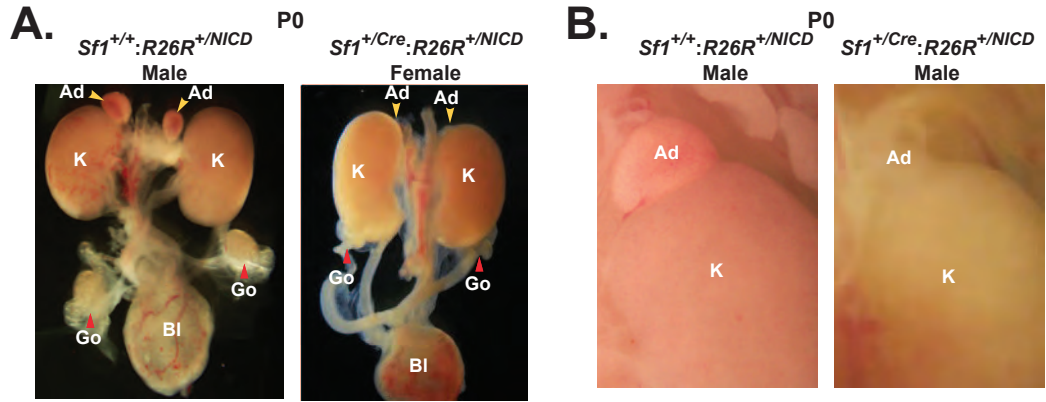 A.
P0
Sf1+/+:R26R+/NICD
Male
Sf1+/Cre:R26R+/NICD
Female
Ad
Ad
K
K
Go
Go
Bl
Ad
Ad
K
K
Go
Go
Bl
B.
P0
Sf1+/+:R26R+/NICD
Male
Sf1+/Cre:R26R+/NICD
Male
Ad
K
Ad
K